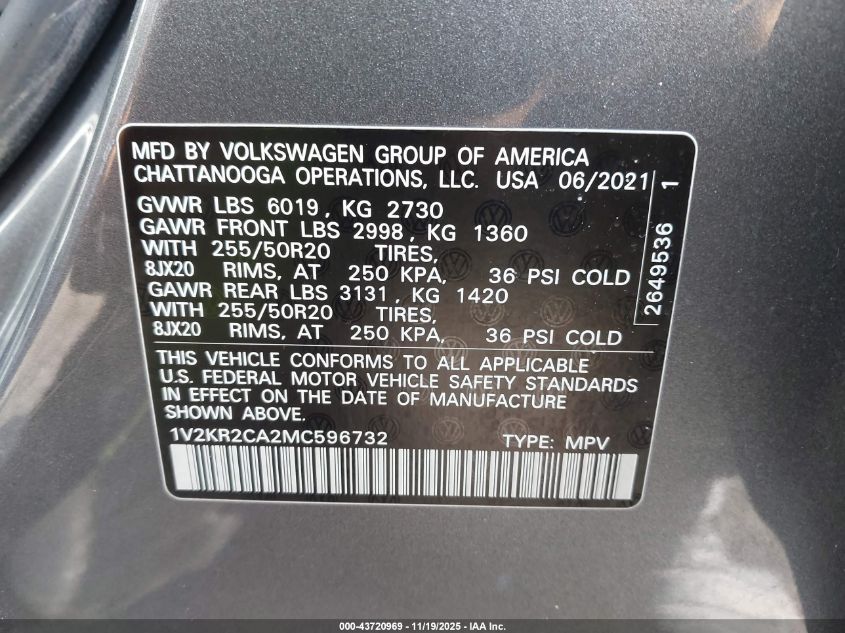 MFD BY VOLKSWAGEN GROUP OF AMERICA
CHATTANOOGA OPERATIONS, LLC. USA 06/2021
GVWR LBS 6019, KG 2730
GAWR FRONT LBS 2998, KG 1360
WITH 255/50R20 TIRES,
8JX20 RIMS, AT 250 KPA, 36 PSI COLD
GAWR REAR LBS 3131, KG 1420
WITH 255/50R20 TIRES,
8JX20 RIMS, AT 250 KPA, 36 PSI COLD
THIS VEHICLE CONFORMS TO ALL APPLICABLE
U.S. FEDERAL MOTOR VEHICLE SAFETY STANDARDS
IN EFFECT ON THE DATE OF MANUFACTURE
SHOWN ABOVE.
1V2KR2CA2MC596732 TYPE: MPV
2649536 1
000-43720969 - 11/19/2025 - IAA Inc.